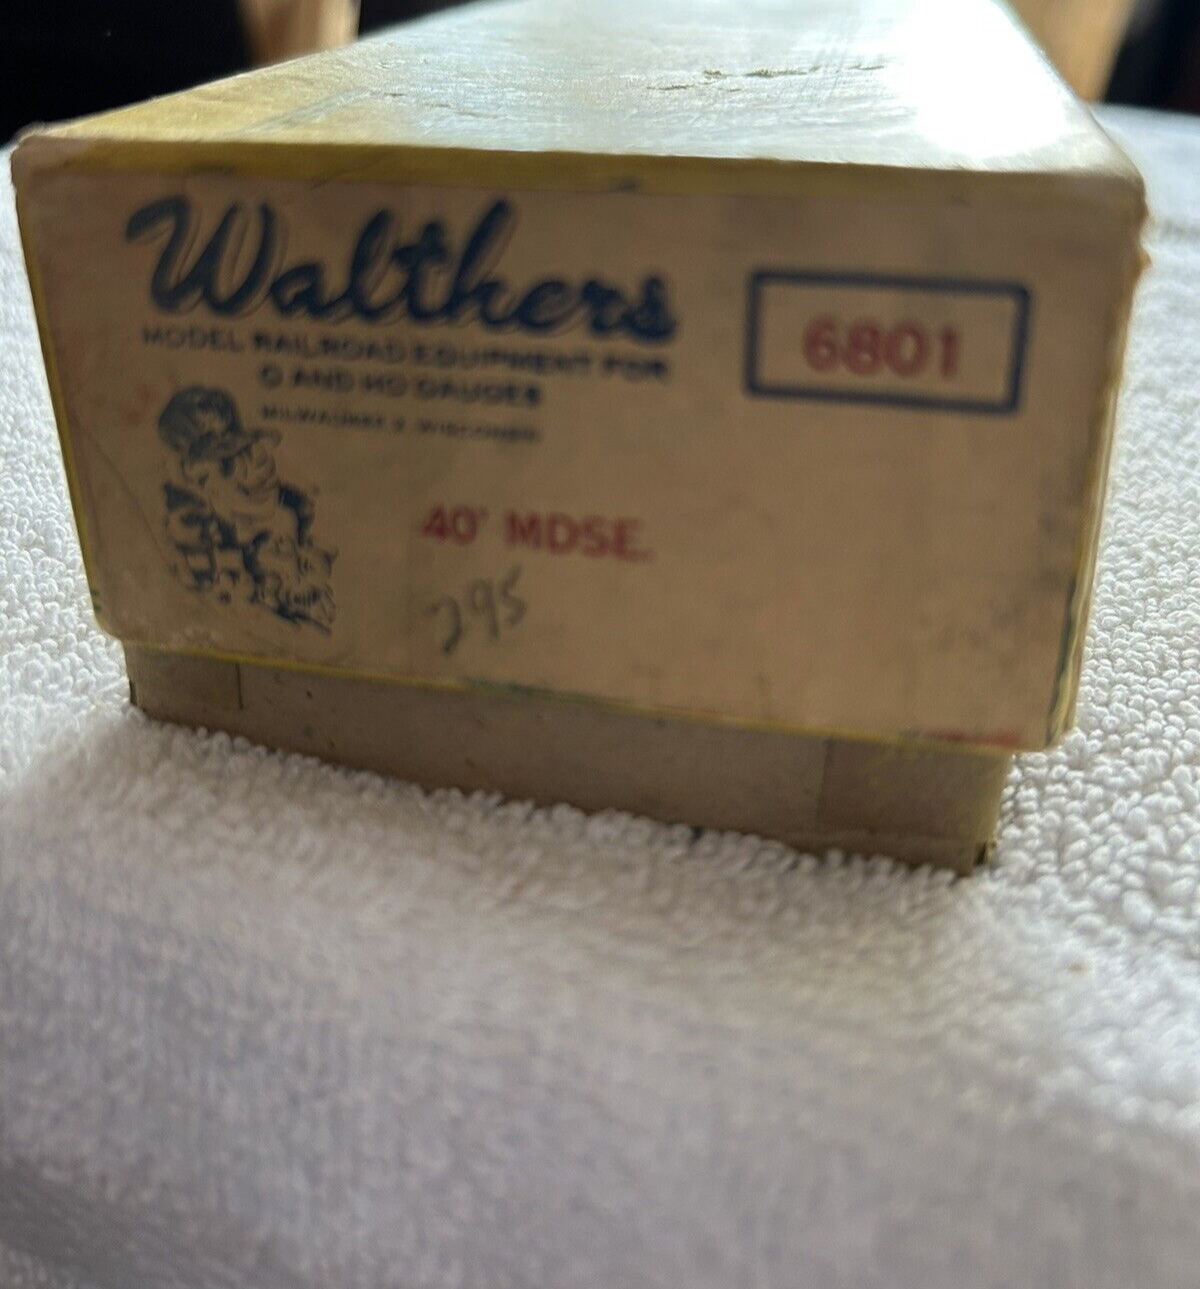 Walthers
MODEL RAILROAD EQUIPMENT FOR
O AND HO GAUGES
MILWAUKEE 2, WISCONSIN
6801
40' MDSE.
295